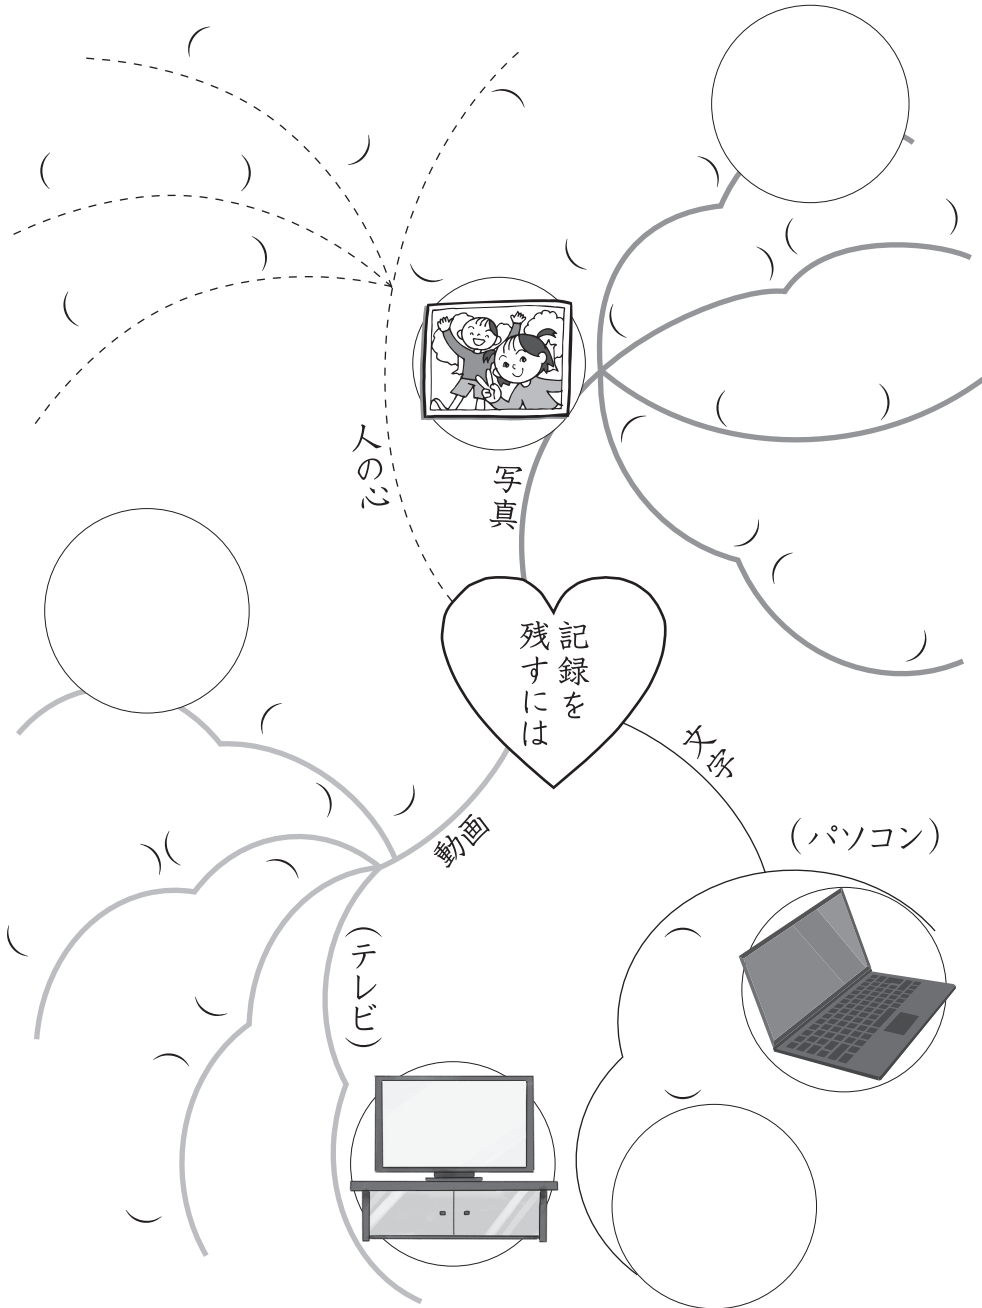 記録を
残すには
人の心
写真
文字
(パソコン)
動画
(テレビ)